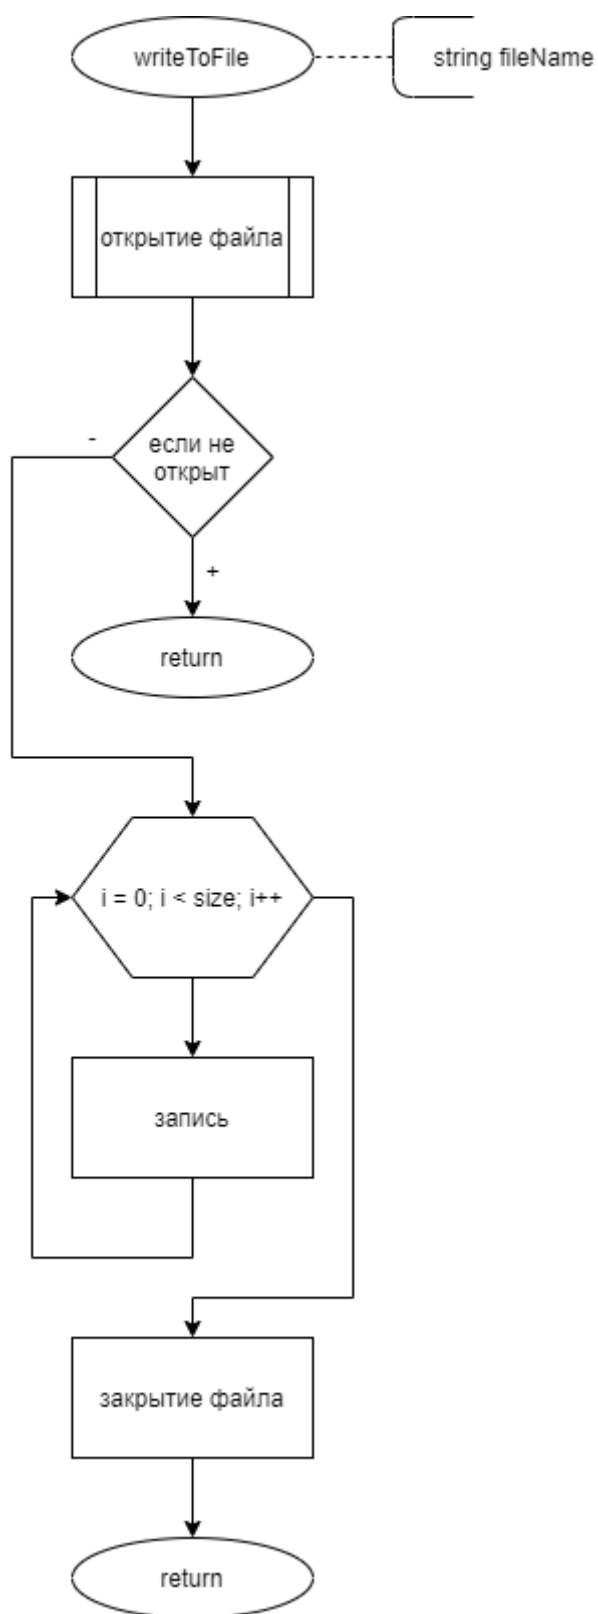 writeToFile
string fileName
открытие файла
если не
открыт
-
+
return
i = 0; i < size; i++
запись
закрытие файла
return